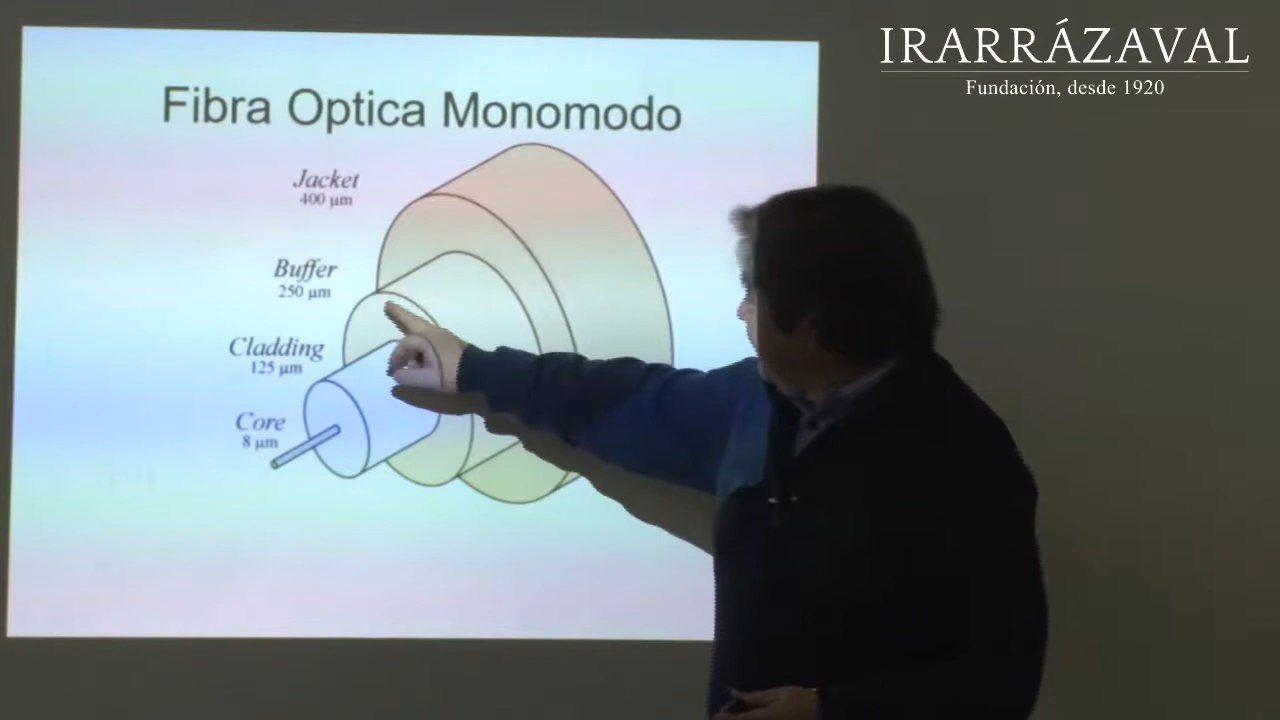 IRARRÁZAVAL
Fundación, desde 1920
Fibra Optica Monomodo
Jacket
400 µm
Buffer
250 µm
Cladding
125 µm
Core
8 µm